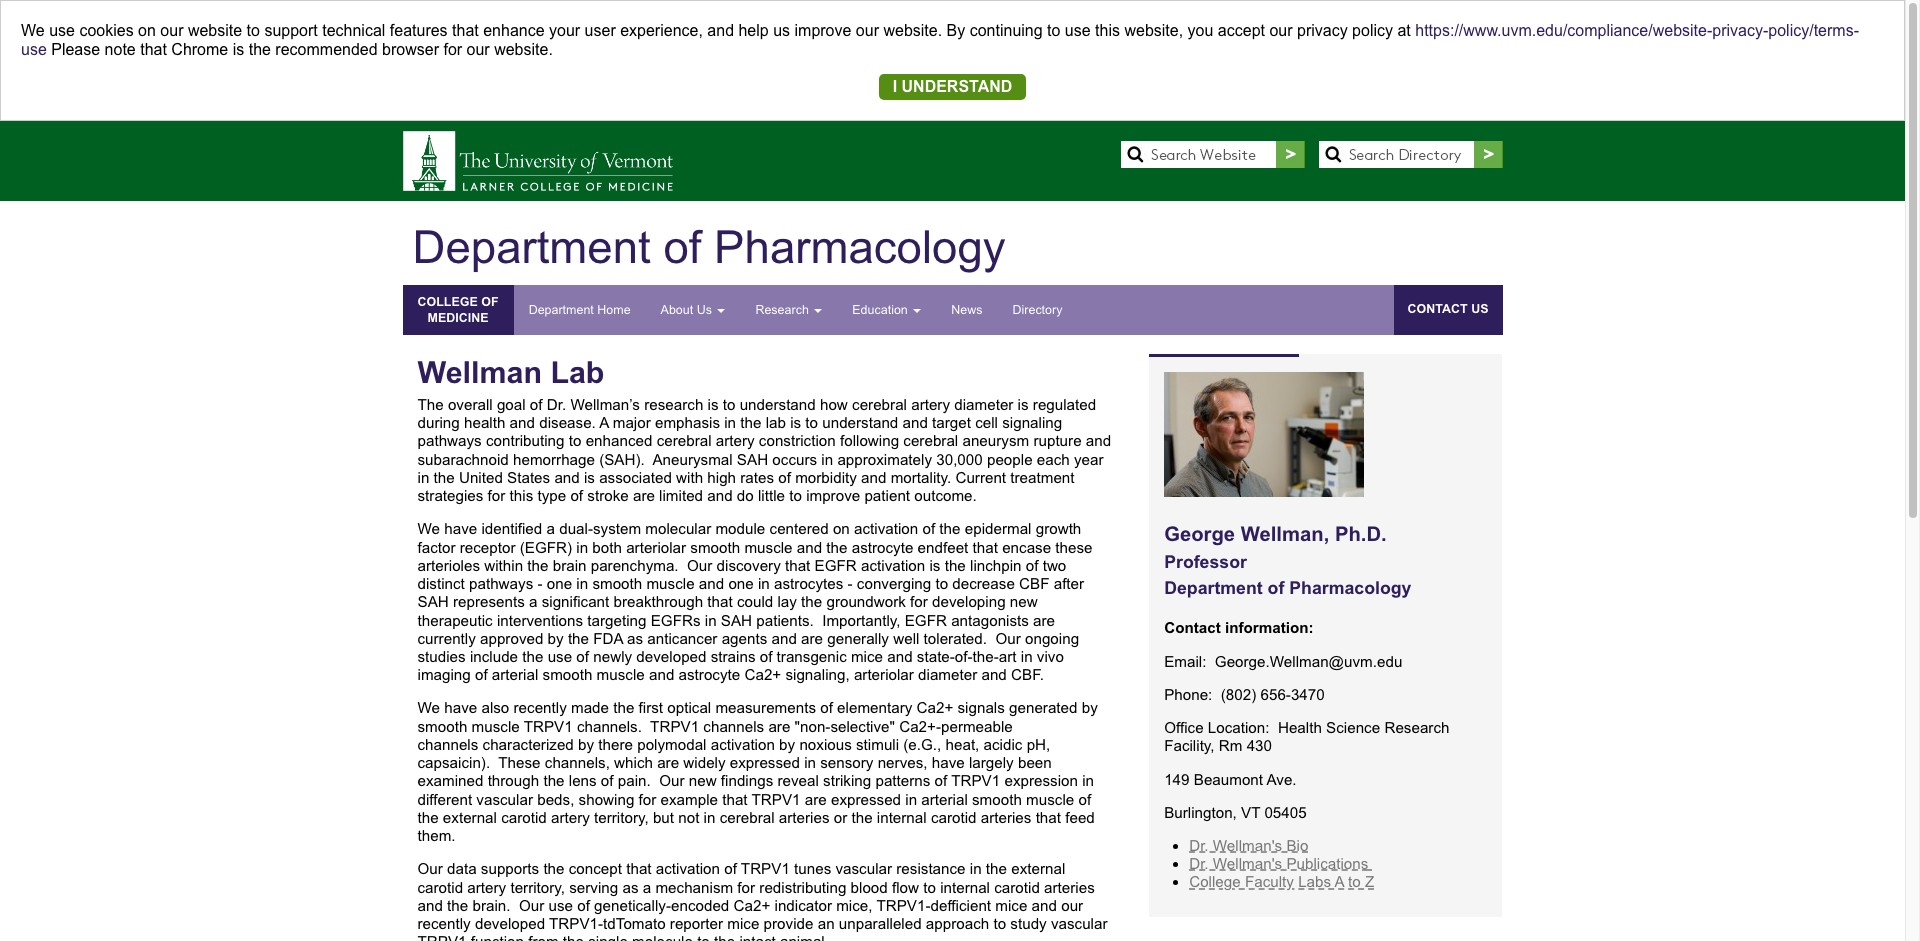 We use cookies on our website to support technical features that enhance your user experience, and help us improve our website. By continuing to use this website, you accept our privacy policy at https://www.uvm.edu/compliance/website-privacy-policy/terms-
use Please note that Chrome is the recommended browser for our website.
I UNDERSTAND
The University of Vermont
LARNER COLLEGE OF MEDICINE
Search Website >
Search Directory >
Department of Pharmacology
COLLEGE OF
MEDICINE
Department Home About Us Research Education News Directory
CONTACT US
Wellman Lab
The overall goal of Dr. Wellman's research is to understand how cerebral artery diameter is regulated
during health and disease. A major emphasis in the lab is to understand and target cell signaling
pathways contributing to enhanced cerebral artery constriction following cerebral aneurysm rupture and
subarachnoid hemorrhage (SAH).  Aneurysmal SAH occurs in approximately 30,000 people each year
in the United States and is associated with high rates of morbidity and mortality. Current treatment
strategies for this type of stroke are limited and do little to improve patient outcome.
We have identified a dual-system molecular module centered on activation of the epidermal growth
factor receptor (EGFR) in both arteriolar smooth muscle and the astrocyte endfeet that encase these
arterioles within the brain parenchyma.  Our discovery that EGFR activation is the linchpin of two
distinct pathways - one in smooth muscle and one in astrocytes - converging to decrease CBF after
SAH represents a significant breakthrough that could lay the groundwork for developing new
therapeutic interventions targeting EGFRs in SAH patients.  Importantly, EGFR antagonists are
currently approved by the FDA as anticancer agents and are generally well tolerated.  Our ongoing
studies include the use of newly developed strains of transgenic mice and state-of-the-art in vivo
imaging of arterial smooth muscle and astrocyte Ca2+ signaling, arteriolar diameter and CBF.
We have also recently made the first optical measurements of elementary Ca2+ signals generated by
smooth muscle TRPV1 channels.  TRPV1 channels are "non-selective" Ca2+-permeable
channels characterized by there polymodal activation by noxious stimuli (e.G., heat, acidic pH,
capsaicin).  These channels, which are widely expressed in sensory nerves, have largely been
examined through the lens of pain.  Our new findings reveal striking patterns of TRPV1 expression in
different vascular beds, showing for example that TRPV1 are expressed in arterial smooth muscle of
the external carotid artery territory, but not in cerebral arteries or the internal carotid arteries that feed
them.
Our data supports the concept that activation of TRPV1 tunes vascular resistance in the external
carotid artery territory, serving as a mechanism for redistributing blood flow to internal carotid arteries
and the brain.  Our use of genetically-encoded Ca2+ indicator mice, TRPV1-defficient mice and our
recently developed TRPV1-tdTomato reporter mice provide an unparalleled approach to study vascular
TRPV1 function from the single molecule to the intact animal.
George Wellman, Ph.D.
Professor
Department of Pharmacology
Contact information:
Email:  George.Wellman@uvm.edu
Phone:  (802) 656-3470
Office Location:  Health Science Research
Facility, Rm 430
149 Beaumont Ave.
Burlington, VT 05405
Dr. Wellman's Bio
Dr. Wellman's Publications
College Faculty Labs A to Z